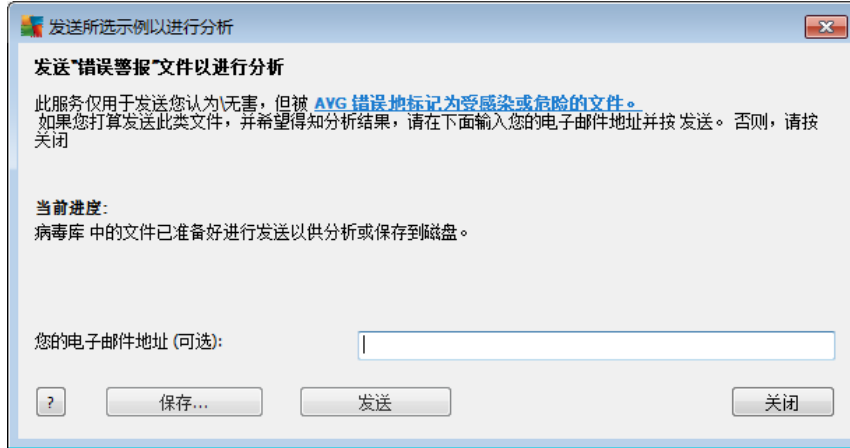 发送所选示例以进行分析
发送"错误警报"文件以进行分析
此服务仅用于发送您认为\无害，但被 AVG 错误地标记为受感染或危险的文件。
如果您打算发送此类文件，并希望得知分析结果，请在下面输入您的电子邮件地址并按 发送。 否则，请按
关闭
当前进度:
病毒库 中的文件已准备好进行发送以供分析或保存到磁盘。
您的电子邮件地址 (可选):
? 保存... 发送 关闭